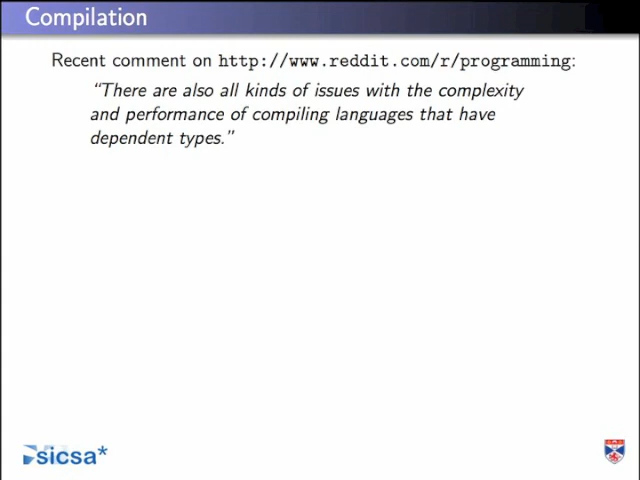 Compilation
Recent comment on http://www.reddit.com/r/programming:
“There are also all kinds of issues with the complexity
and performance of compiling languages that have
dependent types.”
sicsa*